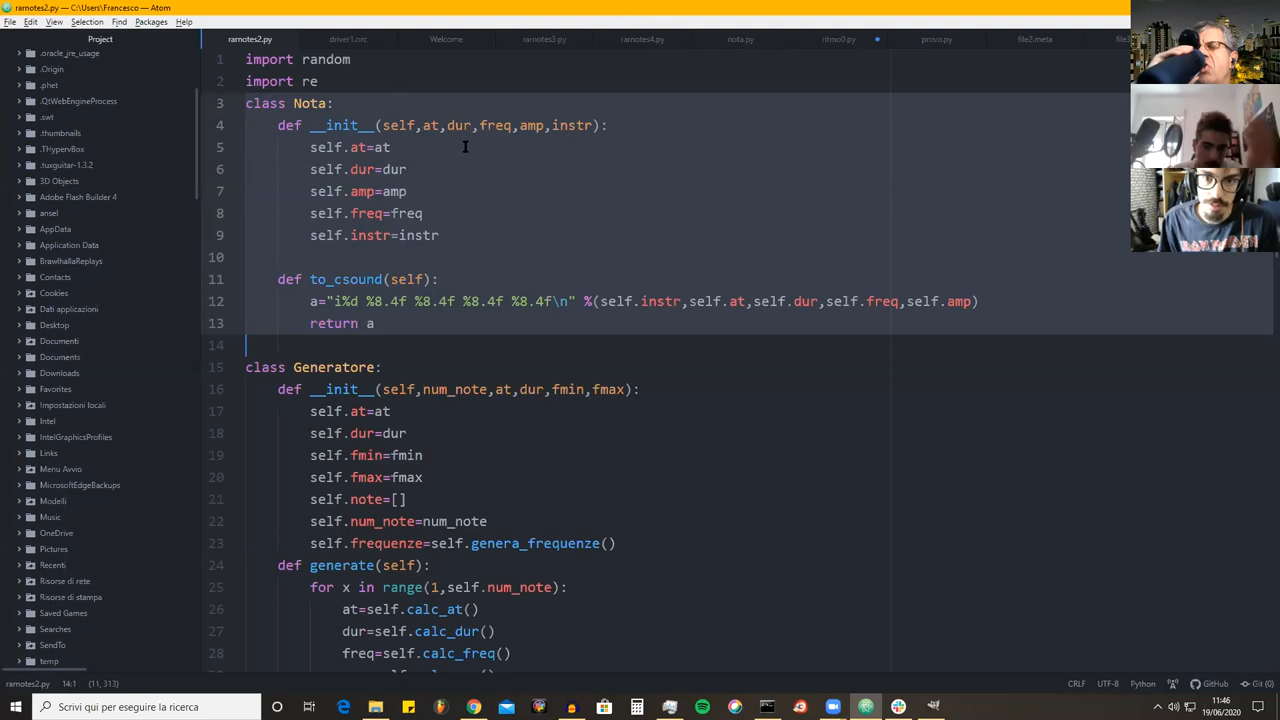 ramotes2.py — C:\Users\Francesco — Atom
File Edit View Selection Find Packages Help
Project
.oracle_jre_usage
.Origin
.phet
.QtWebEngineProcess
.swt
.thumbnails
.THypervBox
.tuxguitar-1.3.2
3D Objects
Adobe Flash Builder 4
ansel
AppData
Application Data
BrawlhallaReplays
Contacts
Cookies
Dati applicazioni
Desktop
Documenti
Documents
Downloads
Favorites
Impostazioni locali
Intel
IntelGraphicsProfiles
Links
Menu Avvio
MicrosoftEdgeBackups
Modelli
Music
OneDrive
Pictures
Recenti
Risorse di rete
Risorse di stampa
Saved Games
Searches
SendTo
temp
ramotes2.py driver1.orc Welcome ramotes3.py ramotes4.py nota.py ritmo0.py provo.py file2.meta file3
1 import random
2 import re
3 class Nota:
4 def __init__(self,at,dur,freq,amp,instr):
5 self.at=at
6 self.dur=dur
7 self.amp=amp
8 self.freq=freq
9 self.instr=instr
10
11 def to_csound(self):
12 a="i%d %8.4f %8.4f %8.4f %8.4f\n" %(self.instr,self.at,self.dur,self.freq,self.amp)
13 return a
14
15 class Generatore:
16 def __init__(self,num_note,at,dur,fmin,fmax):
17 self.at=at
18 self.dur=dur
19 self.fmin=fmin
20 self.fmax=fmax
21 self.note=[]
22 self.num_note=num_note
23 self.frequenze=self.genera_frequenze()
24 def generate(self):
25 for x in range(1,self.num_note):
26 at=self.calc_at()
27 dur=self.calc_dur()
28 freq=self.calc_freq()
IRON MAIDEN
ramotes2.py 14:1 (11, 313) CRLF UTF-8 Python GitHub Git (0)
Scrivi qui per eseguire la ricerca
11:46
19/06/2020